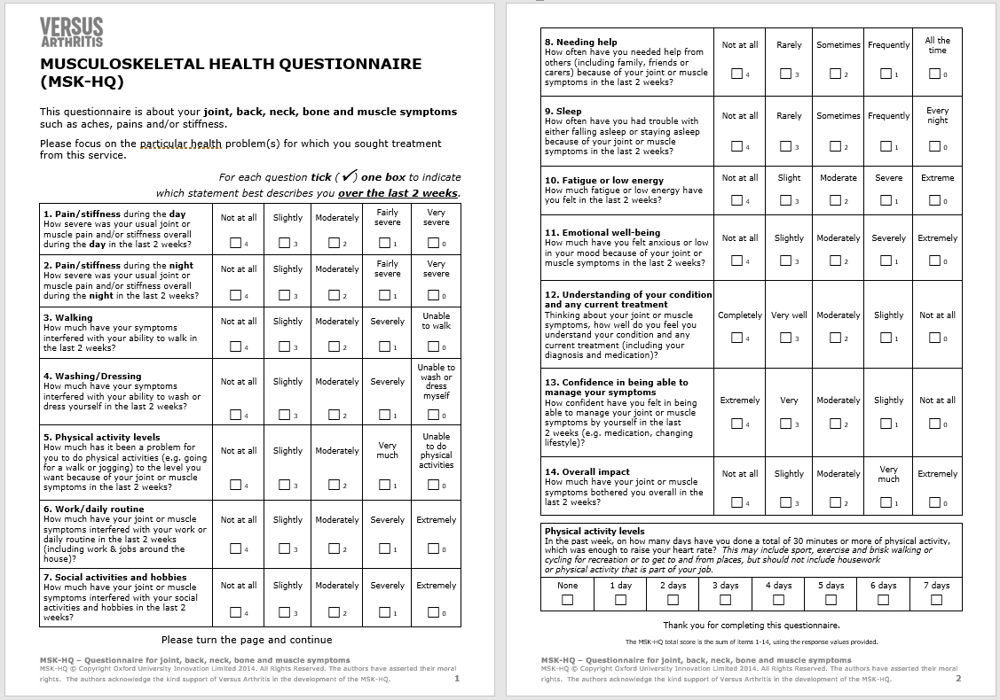 VERSUS
ARTHRITIS
MUSCULOSKELETAL HEALTH QUESTIONNAIRE
(MSK-HQ)
This questionnaire is about your joint, back, neck, bone and muscle symptoms
such as aches, pains and/or stiffness.
Please focus on the particular health problem(s) for which you sought treatment
from this service.
For each question tick (✓) one box to indicate
which statement best describes you over the last 2 weeks.
1. Pain/stiffness during the day
How severe was your usual joint or
muscle pain and/or stiffness overall
during the day in the last 2 weeks?
Not at all Slightly Moderately Fairly severe Very severe
☐ 4 ☐ 3 ☐ 2 ☐ 1 ☐ 0
2. Pain/stiffness during the night
How severe was your usual joint or
muscle pain and/or stiffness overall
during the night in the last 2 weeks?
Not at all Slightly Moderately Fairly severe Very severe
☐ 4 ☐ 3 ☐ 2 ☐ 1 ☐ 0
3. Walking
How much have your symptoms
interfered with your ability to walk in
the last 2 weeks?
Not at all Slightly Moderately Severely Unable to walk
☐ 4 ☐ 3 ☐ 2 ☐ 1 ☐ 0
4. Washing/Dressing
How much have your symptoms
interfered with your ability to wash or
dress yourself in the last 2 weeks?
Not at all Slightly Moderately Severely Unable to wash or dress myself
☐ 4 ☐ 3 ☐ 2 ☐ 1 ☐ 0
5. Physical activity levels
How much has it been a problem for
you to do physical activities (e.g. going
for a walk or jogging) to the level you
want because of your joint or muscle
symptoms in the last 2 weeks?
Not at all Slightly Moderately Very much Unable to do physical activities
☐ 4 ☐ 3 ☐ 2 ☐ 1 ☐ 0
6. Work/daily routine
How much have your joint or muscle
symptoms interfered with your work or
daily routine in the last 2 weeks
(including work & jobs around the
house)?
Not at all Slightly Moderately Severely Extremely
☐ 4 ☐ 3 ☐ 2 ☐ 1 ☐ 0
7. Social activities and hobbies
How much have your joint or muscle
symptoms interfered with your social
activities and hobbies in the last 2
weeks?
Not at all Slightly Moderately Severely Extremely
☐ 4 ☐ 3 ☐ 2 ☐ 1 ☐ 0
Please turn the page and continue
MSK-HQ – Questionnaire for joint, back, neck, bone and muscle symptoms
MSK-HQ © Copyright Oxford University Innovation Limited 2014. All Rights Reserved. The authors have asserted their moral
rights. The authors acknowledge the kind support of Versus Arthritis in the development of the MSK-HQ. 1
8. Needing help
How often have you needed help from
others (including family, friends or
carers) because of your joint or muscle
symptoms in the last 2 weeks?
Not at all Rarely Sometimes Frequently All the time
☐ 4 ☐ 3 ☐ 2 ☐ 1 ☐ 0
9. Sleep
How often have you had trouble with
either falling asleep or staying asleep
because of your joint or muscle
symptoms in the last 2 weeks?
Not at all Rarely Sometimes Frequently Every night
☐ 4 ☐ 3 ☐ 2 ☐ 1 ☐ 0
10. Fatigue or low energy
How much fatigue or low energy have
you felt in the last 2 weeks?
Not at all Slight Moderate Severe Extreme
☐ 4 ☐ 3 ☐ 2 ☐ 1 ☐ 0
11. Emotional well-being
How much have you felt anxious or low
in your mood because of your joint or
muscle symptoms in the last 2 weeks?
Not at all Slightly Moderately Severely Extremely
☐ 4 ☐ 3 ☐ 2 ☐ 1 ☐ 0
12. Understanding of your condition
and any current treatment
Thinking about your joint or muscle
symptoms, how well do you feel you
understand your condition and any
current treatment (including your
diagnosis and medication)?
Completely Very well Moderately Slightly Not at all
☐ 4 ☐ 3 ☐ 2 ☐ 1 ☐ 0
13. Confidence in being able to
manage your symptoms
How confident have you felt in being
able to manage your joint or muscle
symptoms by yourself in the last
2 weeks (e.g. medication, changing
lifestyle)?
Extremely Very Moderately Slightly Not at all
☐ 4 ☐ 3 ☐ 2 ☐ 1 ☐ 0
14. Overall impact
How much have your joint or muscle
symptoms bothered you overall in the
last 2 weeks?
Not at all Slightly Moderately Very much Extremely
☐ 4 ☐ 3 ☐ 2 ☐ 1 ☐ 0
Physical activity levels
In the past week, on how many days have you done a total of 30 minutes or more of physical activity,
which was enough to raise your heart rate? This may include sport, exercise and brisk walking or
cycling for recreation or to get to and from places, but should not include housework
or physical activity that is part of your job.
None 1 day 2 days 3 days 4 days 5 days 6 days 7 days
☐ ☐ ☐ ☐ ☐ ☐ ☐ ☐
Thank you for completing this questionnaire.
The MSK-HQ total score is the sum of items 1-14, using the response values provided.
MSK-HQ – Questionnaire for joint, back, neck, bone and muscle symptoms
MSK-HQ © Copyright Oxford University Innovation Limited 2014. All Rights Reserved. The authors have asserted their moral
rights. The authors acknowledge the kind support of Versus Arthritis in the development of the MSK-HQ. 2